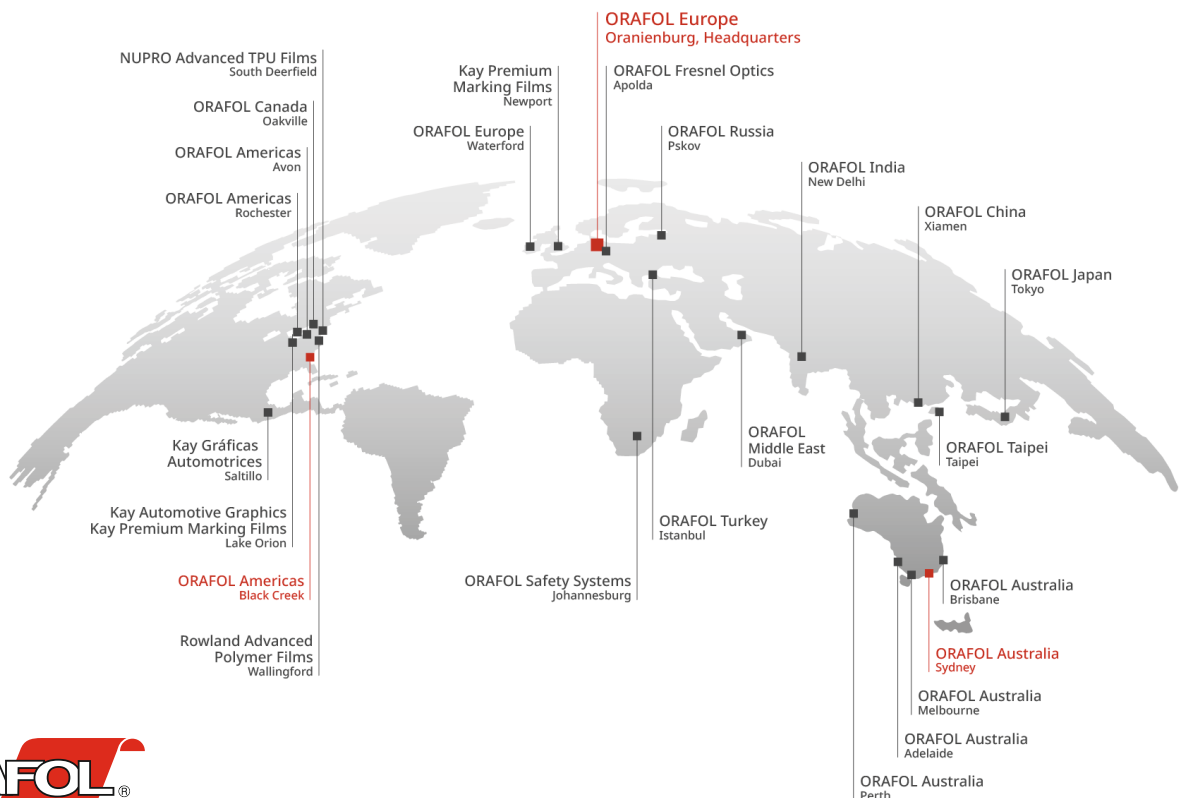 ORAFOL Europe
Oranienburg, Headquarters
NUPRO Advanced TPU Films
South Deerfield
Kay Premium
Marking Films
Newport
ORAFOL Fresnel Optics
Apolda
ORAFOL Canada
Oakville
ORAFOL Europe
Waterford
ORAFOL Russia
Pskov
ORAFOL Americas
Avon
ORAFOL India
New Delhi
ORAFOL Americas
Rochester
ORAFOL China
Xiamen
ORAFOL Japan
Tokyo
Kay Gráficas
Automotrices
Saltillo
ORAFOL
Middle East
Dubai
ORAFOL Taipei
Taipei
Kay Automotive Graphics
Kay Premium Marking Films
Lake Orion
ORAFOL Turkey
Istanbul
ORAFOL Americas
Black Creek
ORAFOL Safety Systems
Johannesburg
ORAFOL Australia
Brisbane
Rowland Advanced
Polymer Films
Wallingford
ORAFOL Australia
Sydney
ORAFOL Australia
Melbourne
ORAFOL Australia
Adelaide
ORAFOL Australia
Perth
FOL®